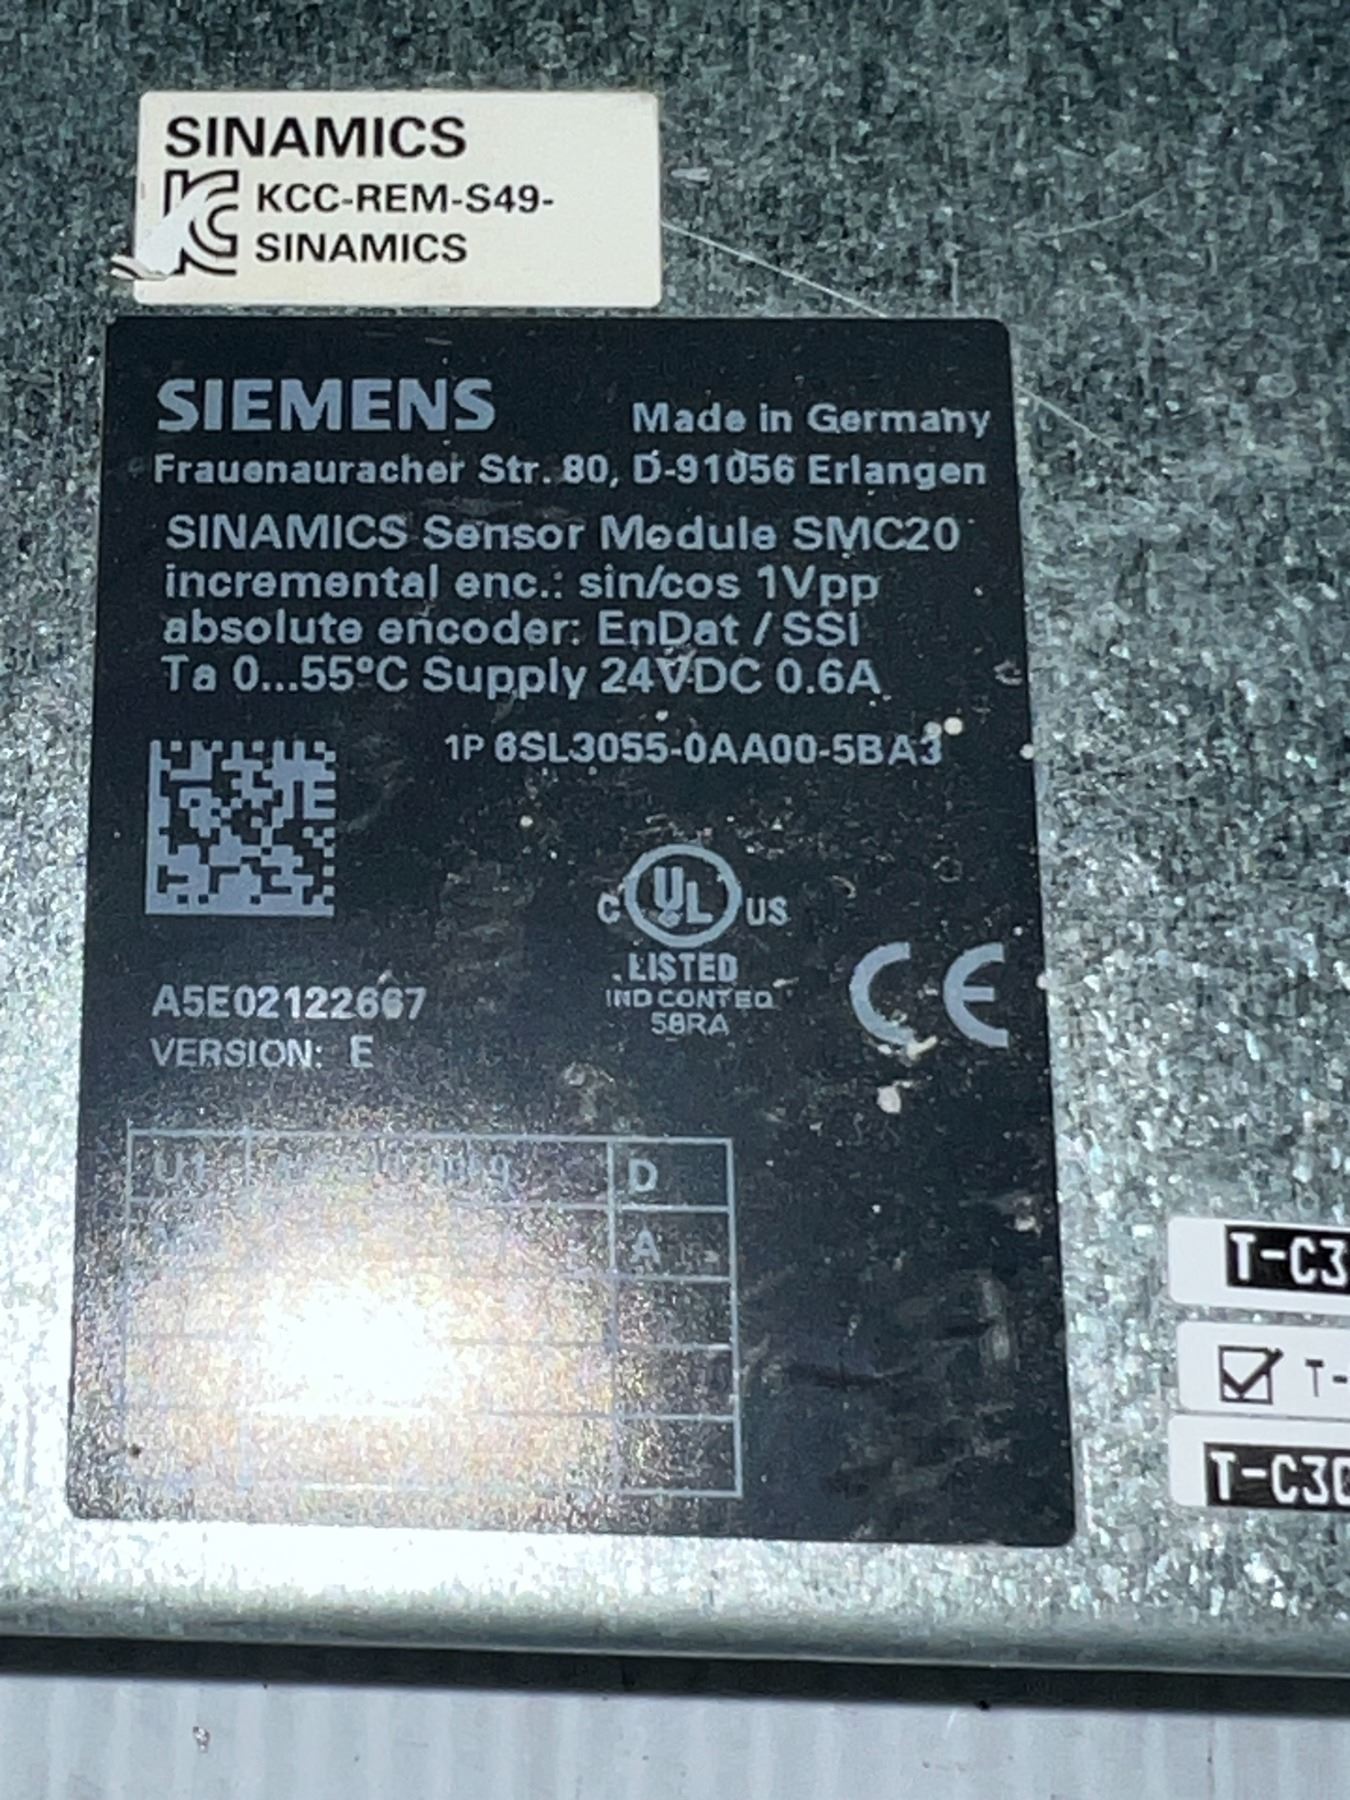 SINAMICS
KCC-REM-S49-
SINAMICS
SIEMENS Made in Germany
Frauenauracher Str. 80, D-91056 Erlangen
SINAMICS Sensor Module SMC20
incremental enc.: sin/cos 1Vpp
absolute encoder: EnDat / SSI
Ta 0...55°C Supply 24VDC 0.6A
1P 6SL3055-0AA00-5BA3
C UL US
LISTED
IND CONT EQ
58RA
CE
A5E02122667
VERSION: E
D
A
T-C3
T-
T-C30